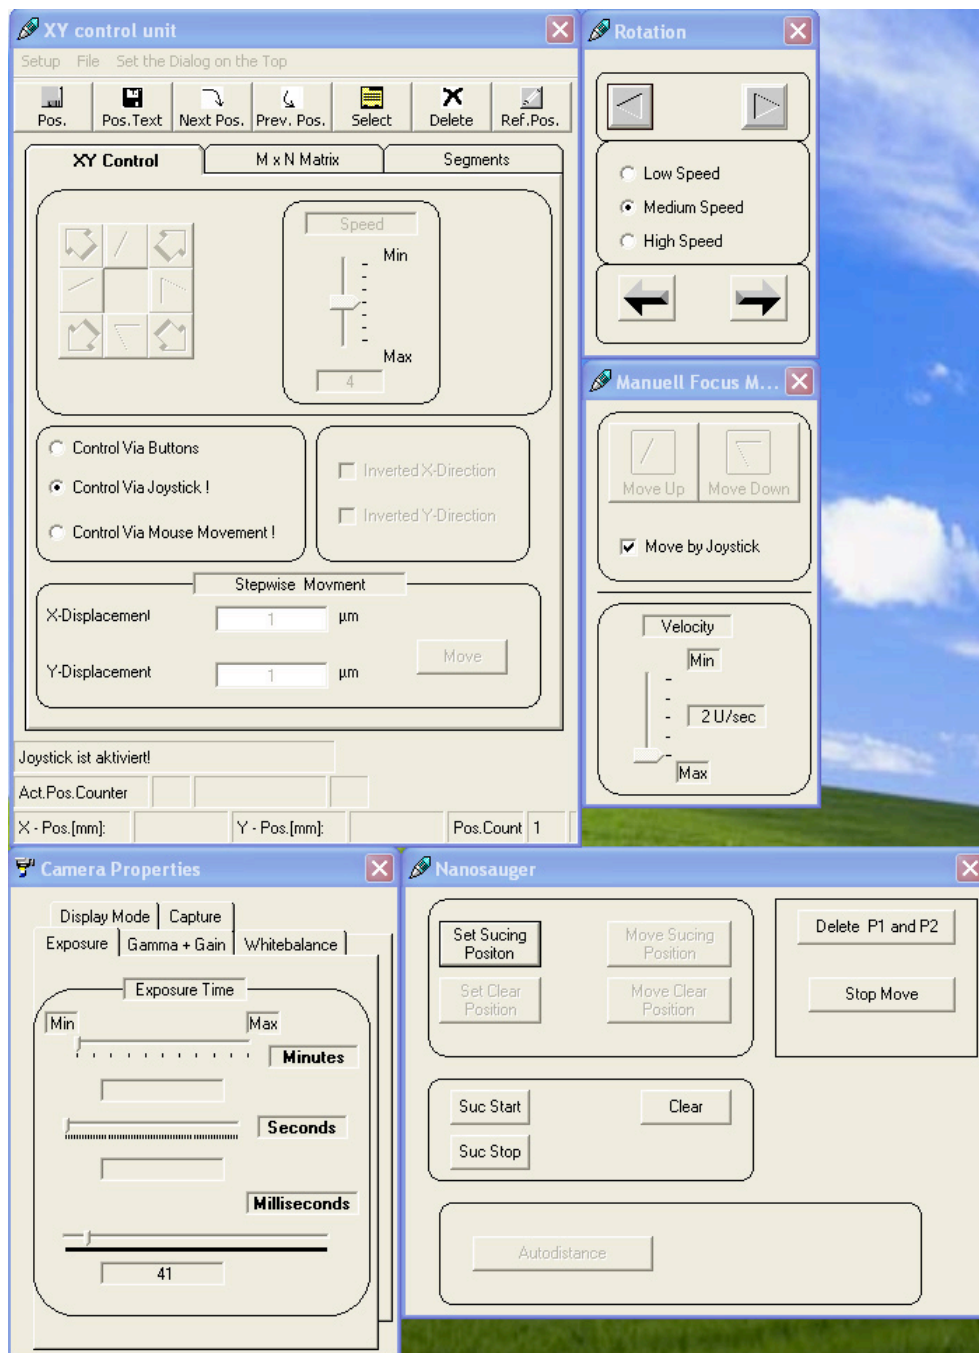 XY control unit
Setup File Set the Dialog on the Top
Pos. Pos.Text Next Pos. Prev. Pos. Select Delete Ref.Pos.
XY Control M x N Matrix Segments
Speed
Min
Max
4
Control Via Buttons
Control Via Joystick !
Control Via Mouse Movement !
Inverted X-Direction
Inverted Y-Direction
Stepwise Movment
X-Displacement 1 µm
Y-Displacement 1 µm
Move
Joystick ist aktiviert!
Act.Pos.Counter
X - Pos.[mm]: Y - Pos.[mm]: Pos.Count 1
Rotation
Low Speed
Medium Speed
High Speed
Manuell Focus M...
Move Up Move Down
Move by Joystick
Velocity
Min
2 U/sec
Max
Camera Properties
Display Mode Capture
Exposure Gamma + Gain Whitebalance
Exposure Time
Min Max
Minutes
Seconds
Milliseconds
41
Nanosauger
Set Sucing
Positon
Move Sucing
Position
Set Clear
Position
Move Clear
Position
Delete P1 and P2
Stop Move
Suc Start Clear
Suc Stop
Autodistance